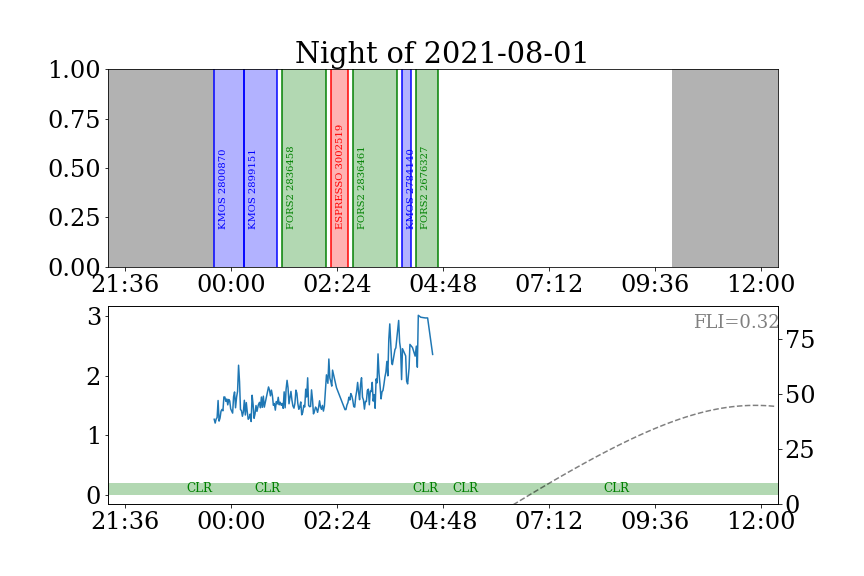 Night of 2021-08-01
1.00
0.75
0.50
0.25
0.00
KMOS 2800870
KMOS 2899151
FORS2 2836458
ESPRESSO 3002519
FORS2 2836461
KMOS 2784140
FORS2 2676327
21:36 00:00 02:24 04:48 07:12 09:36 12:00
FLI=0.32
3
2
1
0
75
50
25
0
CLR CLR CLR CLR CLR
21:36 00:00 02:24 04:48 07:12 09:36 12:00